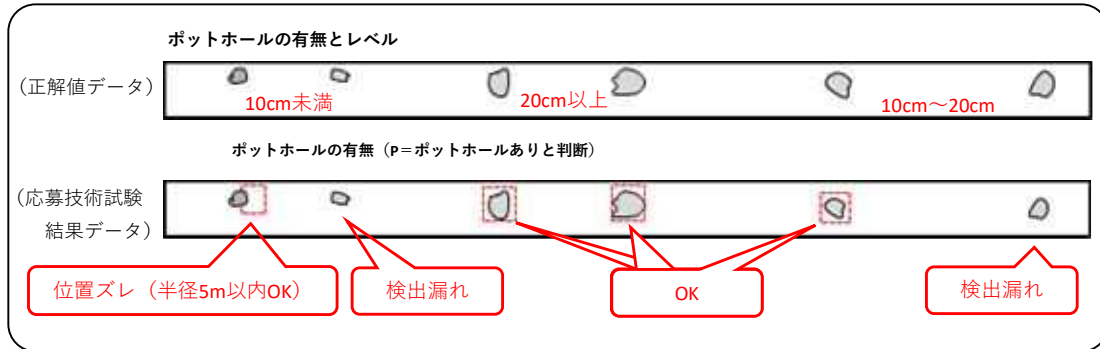 ポットホールの有無とレベル
(正解値データ)
10cm未満
20cm以上
10cm～20cm
ポットホールの有無（P＝ポットホールありと判断）
(応募技術試験
結果データ)
位置ズレ（半径5m以内OK）
検出漏れ
OK
検出漏れ